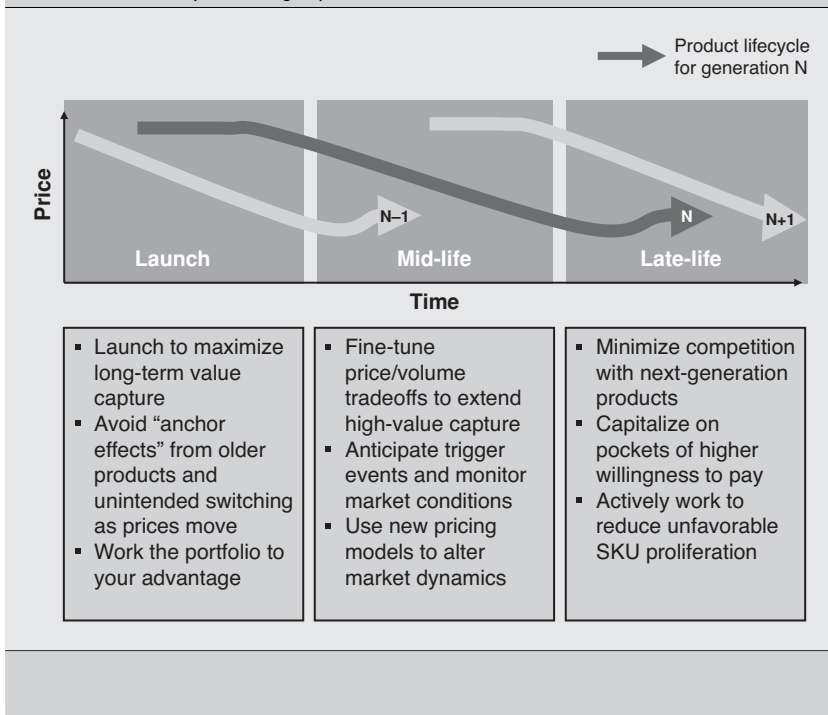 Product lifecycle
for generation N
Price
N–1
N
N+1
Launch
Mid-life
Late-life
Time
▪ Launch to maximize
long-term value
capture
▪ Avoid “anchor
effects” from older
products and
unintended switching
as prices move
▪ Work the portfolio to
your advantage
▪ Fine-tune
price/volume
tradeoffs to extend
high-value capture
▪ Anticipate trigger
events and monitor
market conditions
▪ Use new pricing
models to alter
market dynamics
▪ Minimize competition
with next-generation
products
▪ Capitalize on
pockets of higher
willingness to pay
▪ Actively work to
reduce unfavorable
SKU proliferation